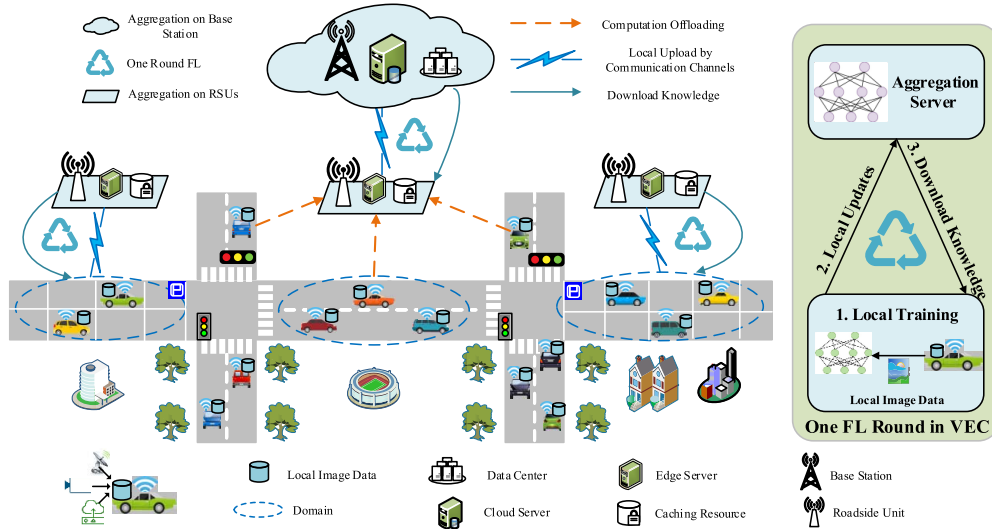 Aggregation on Base
Station
One Round FL
Aggregation on RSUs
Computation Offloading
Local Upload by
Communication Channels
Download Knowledge
Aggregation
Server
2. Local Updates
3. Download Knowledge
1. Local Training
Local Image Data
One FL Round in VEC
Local Image Data
Domain
Data Center
Cloud Server
Edge Server
Caching Resource
Base Station
Roadside Unit